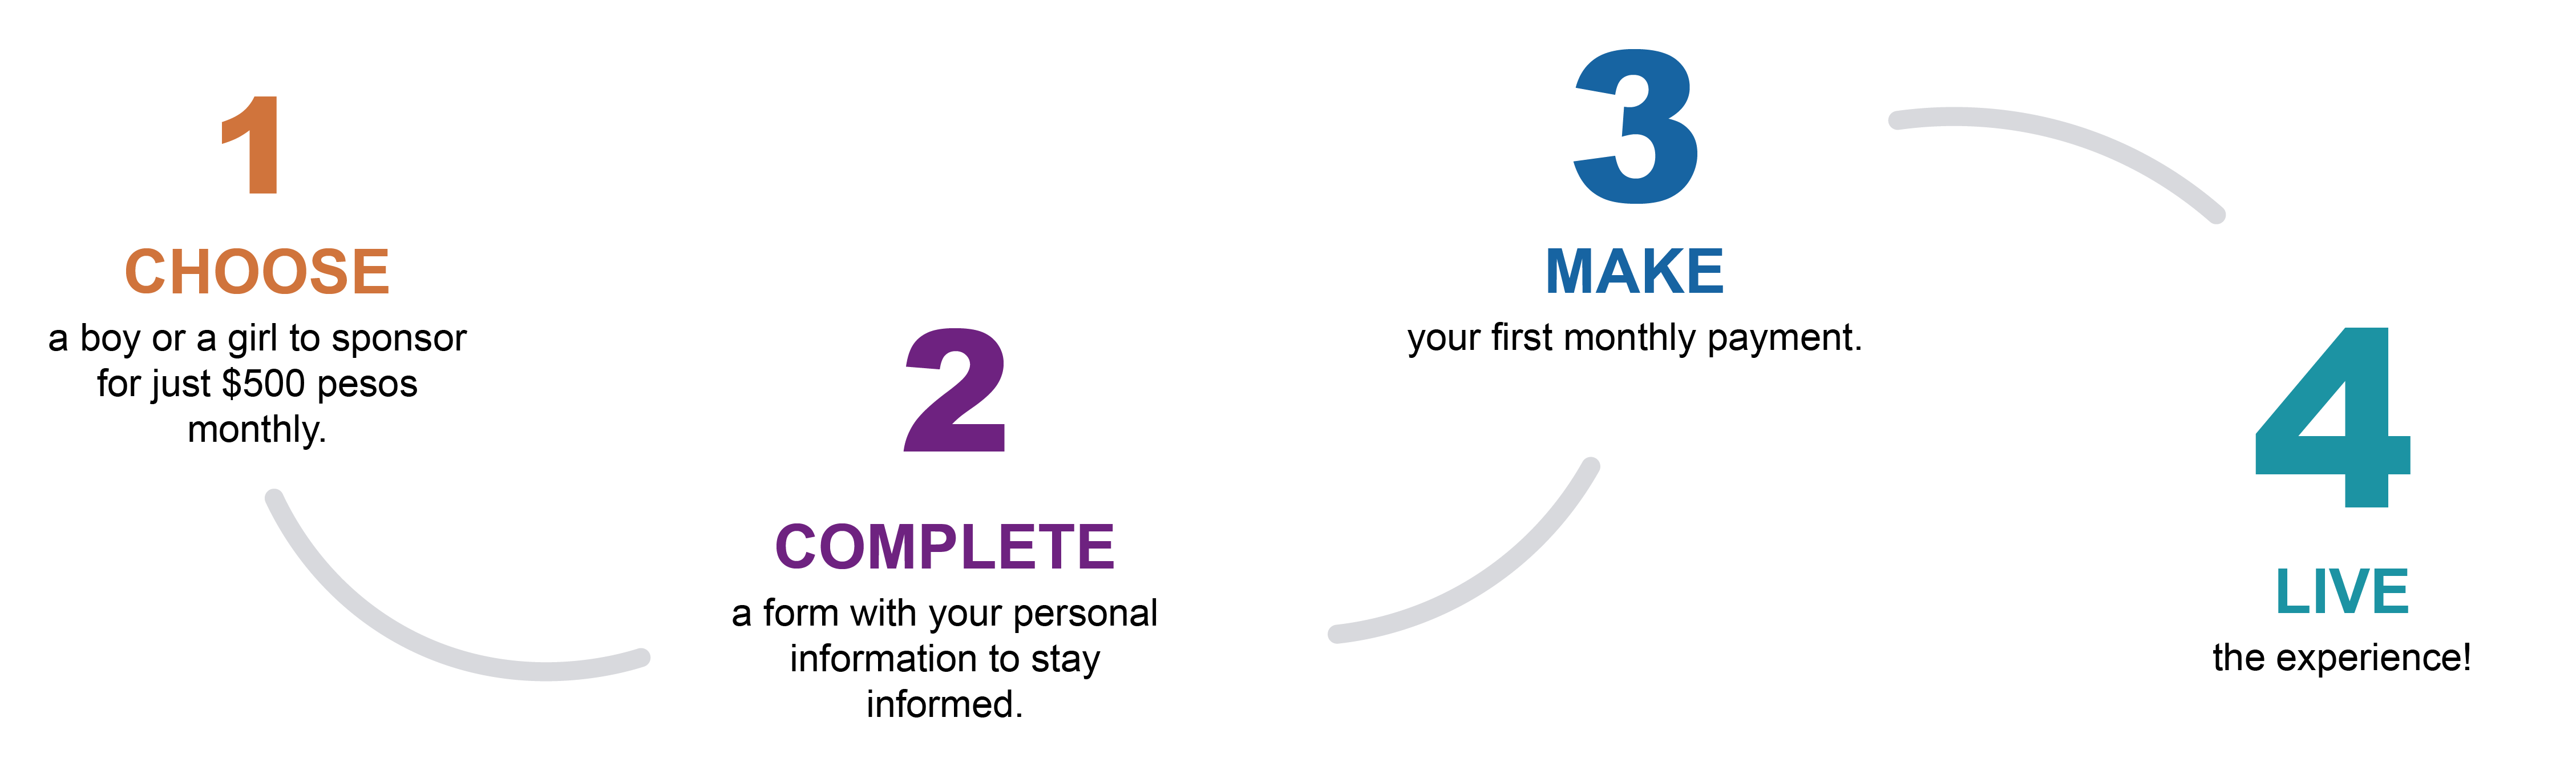 1
CHOOSE
a boy or a girl to sponsor
for just $500 pesos
monthly.
2
COMPLETE
a form with your personal
information to stay
informed.
3
MAKE
your first monthly payment.
4
LIVE
the experience!